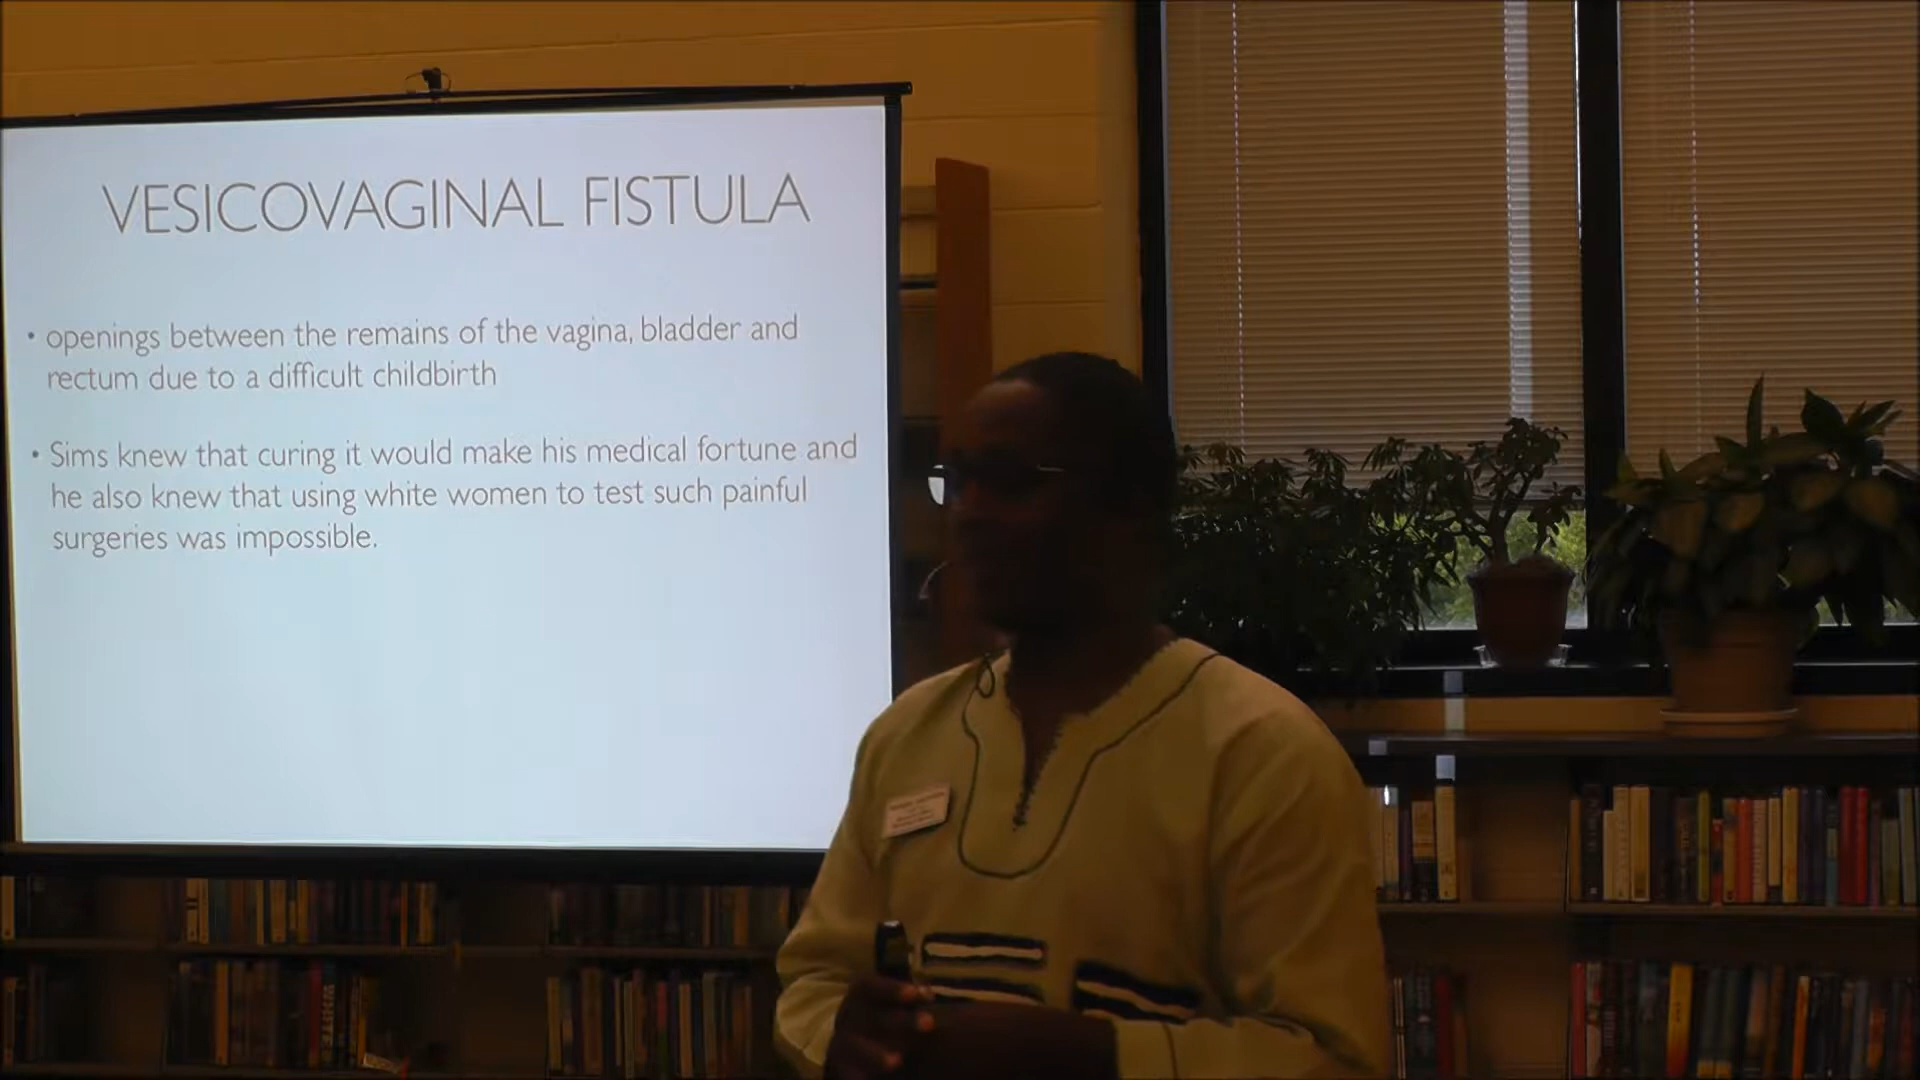 VESICOVAGINAL FISTULA
• openings between the remains of the vagina, bladder and
rectum due to a difficult childbirth
• Sims knew that curing it would make his medical fortune and
he also knew that using white women to test such painful
surgeries was impossible.